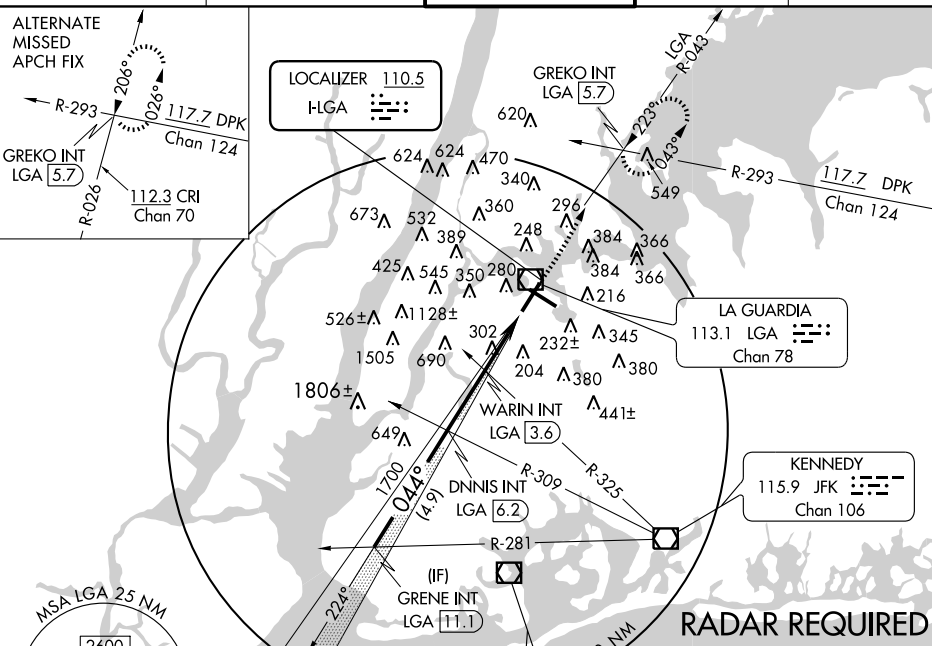 ALTERNATE
MISSED
APCH FIX
206°
026°
R-293
117.7 DPK
Chan 124
GREKO INT
LGA 5.7
R-026
112.3 CRI
Chan 70
LOCALIZER 110.5
I-LGA
LGA
R-043
GREKO INT
LGA 5.7
223°
043°
R-293
117.7 DPK
Chan 124
620
549
624
624
470
340
360
296
673
532
389
248
384
366
384
366
425
545
350
280
216
526±
1128±
302
232±
345
1505
690
204
380
380
1806±
441±
649
LA GUARDIA
113.1 LGA
Chan 78
WARIN INT
LGA 3.6
R-309
R-325
1700
044°
(4.9)
DNNIS INT
LGA 6.2
KENNEDY
115.9 JFK
Chan 106
R-281
(IF)
GRENE INT
LGA 11.1
224°
MSA LGA 25 NM
2600
NM
RADAR REQUIRED